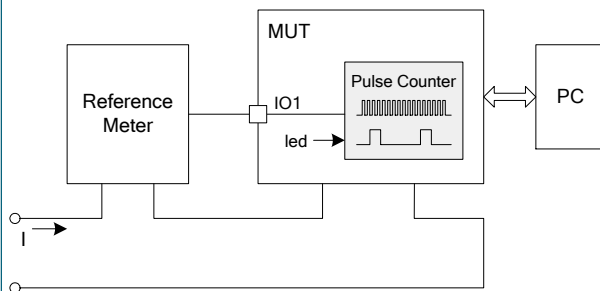 MUT
Reference
Meter
IO1
Pulse Counter
led
PC
I